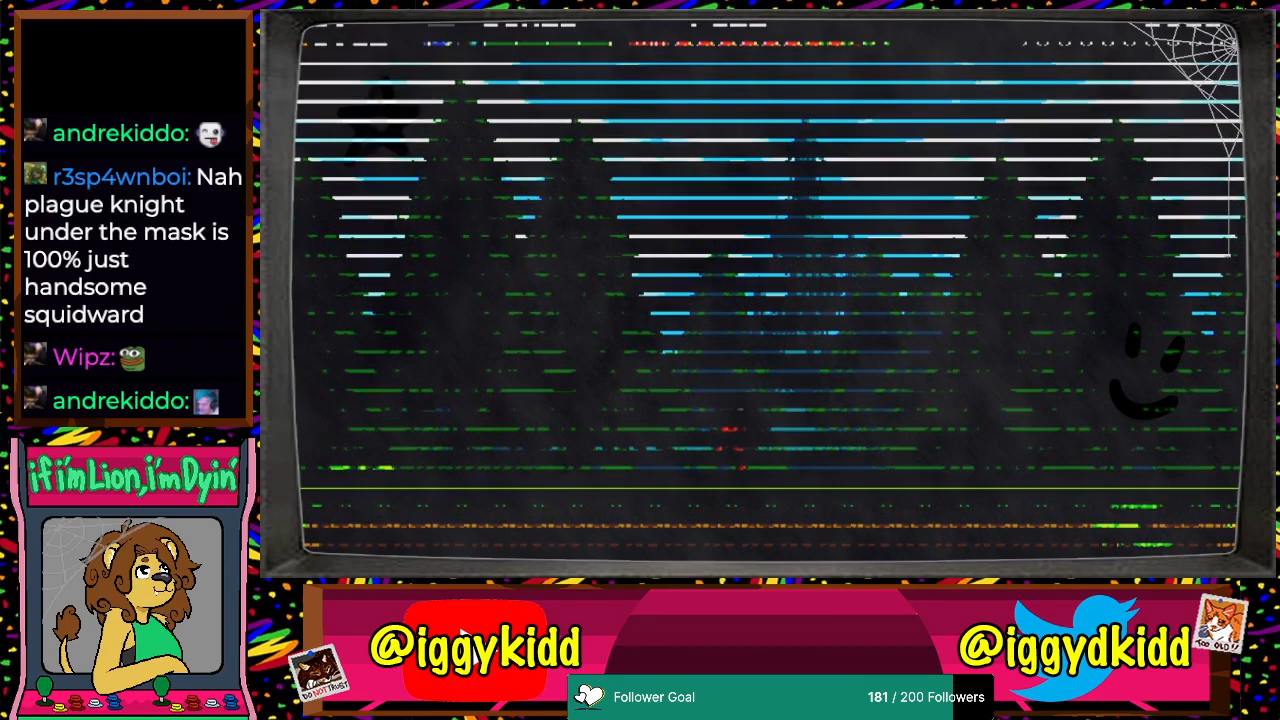 andrekiddo:
r3sp4wnboi: Nah
plague knight
under the mask is
100% just
handsome
squidward
Wipz:
andrekiddo:
if i'm Lion, i'm Dyin'
@iggykidd
@iggydkidd
DO NOT TRUST
TOO OLD!!
Follower Goal
181 / 200 Followers